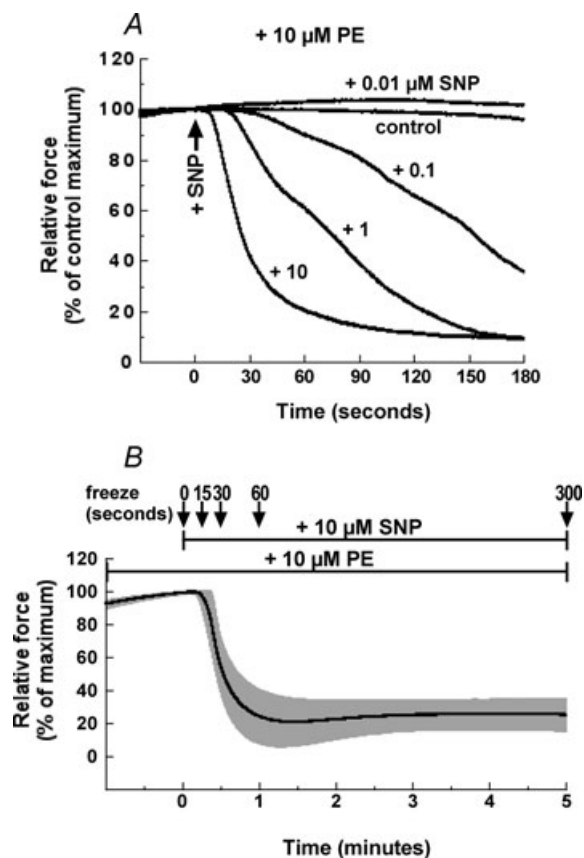 A
+ 10 µM PE
120
100
80
60
40
20
0
Relative force
(% of control maximum)
+ SNP
+ 0.01 µM SNP
control
+ 0.1
+ 1
+ 10
0 30 60 90 120 150 180
Time (seconds)
B
freeze
(seconds)
0 15 30 60 300
+ 10 µM SNP
+ 10 µM PE
120
100
80
60
40
20
0
Relative force
(% of maximum)
0 1 2 3 4 5
Time (minutes)